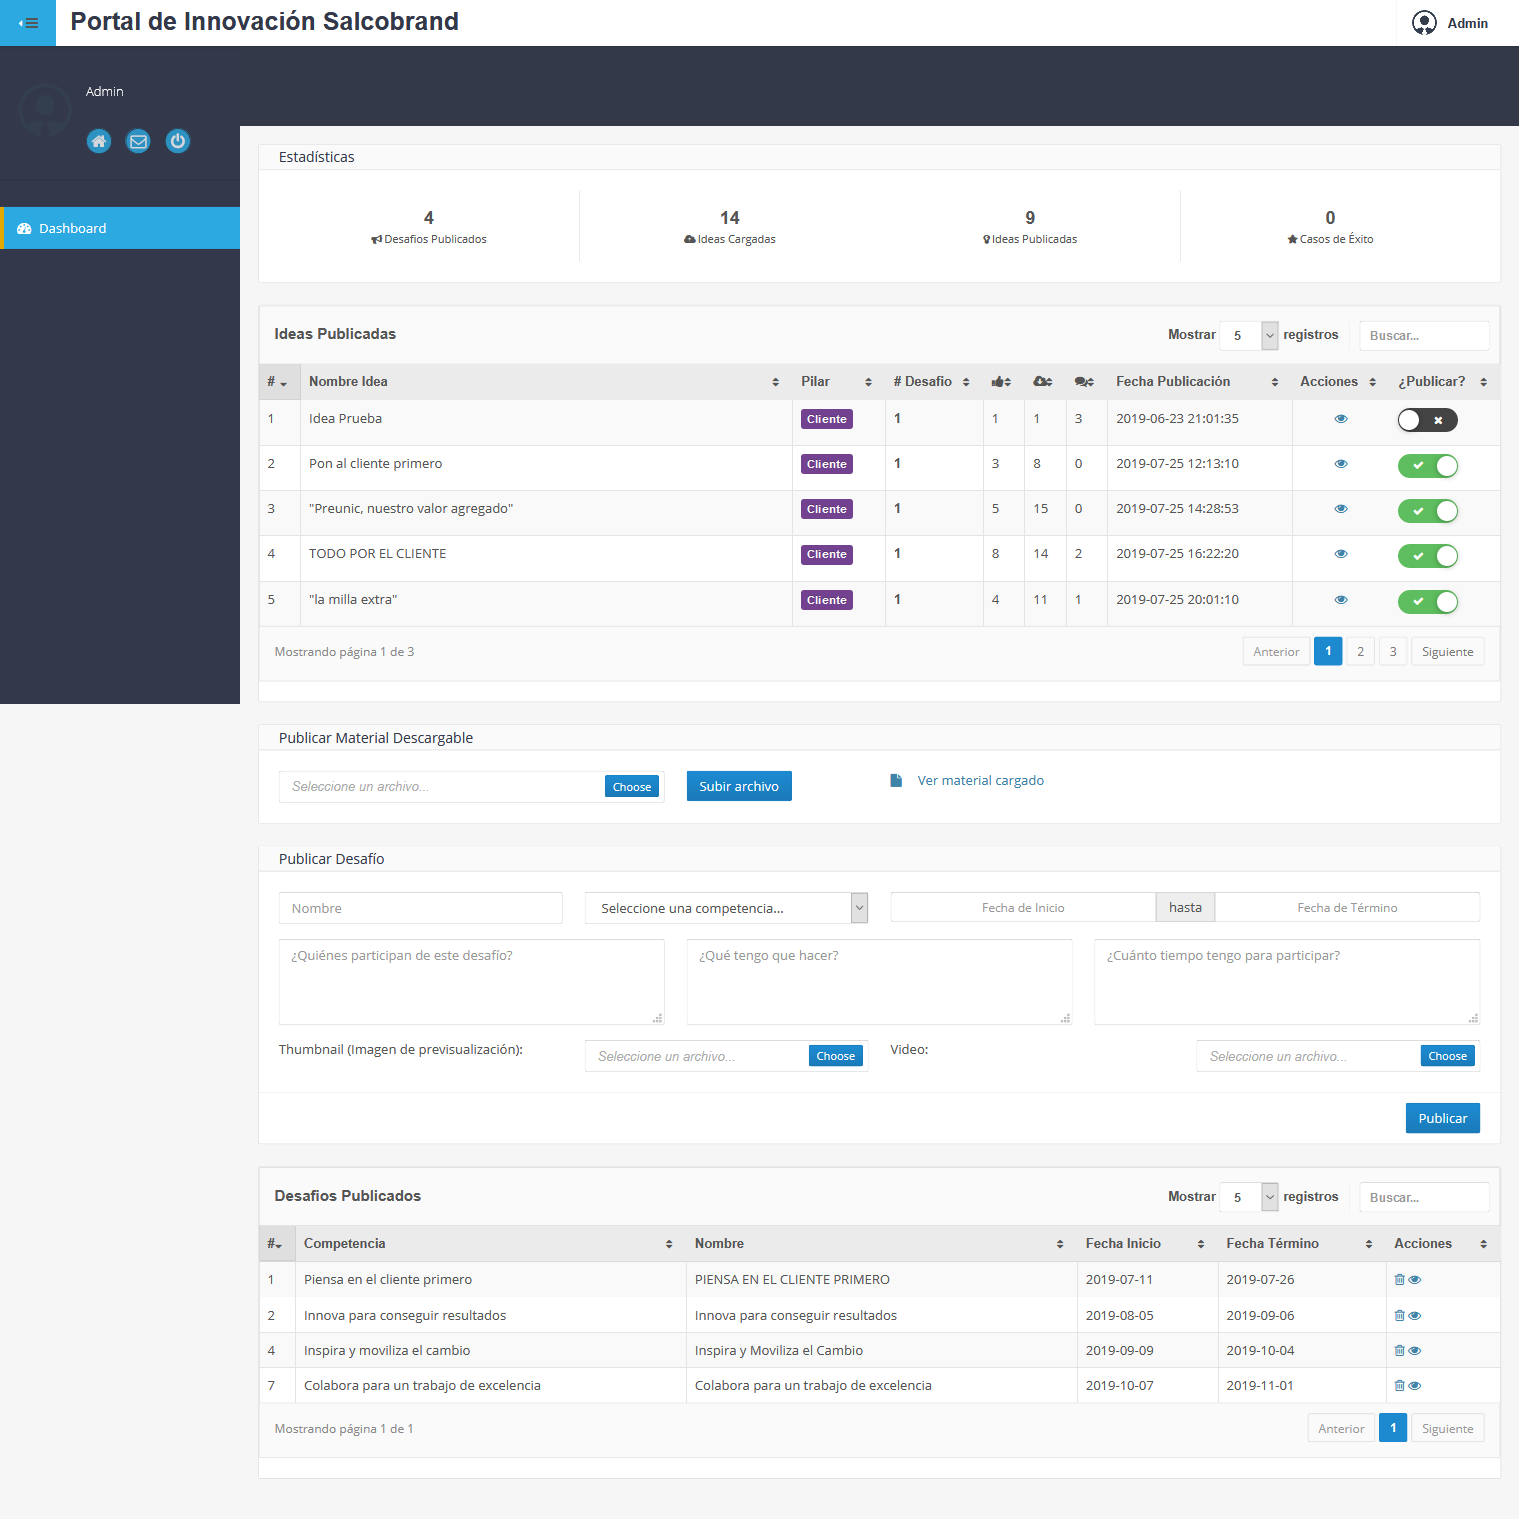 Portal de Innovación Salcobrand
Admin
Admin
Dashboard
Estadísticas
4
Desafios Publicados
14
Ideas Cargadas
9
Ideas Publicadas
0
Casos de Éxito
Ideas Publicadas
Mostrar 5 registros
Buscar...
# Nombre Idea Pilar # Desafio Fecha Publicación Acciones ¿Publicar?
1 Idea Prueba Cliente 1 1 1 3 2019-06-23 21:01:35
2 Pon al cliente primero Cliente 1 3 8 0 2019-07-25 12:13:10
3 "Preunic, nuestro valor agregado" Cliente 1 5 15 0 2019-07-25 14:28:53
4 TODO POR EL CLIENTE Cliente 1 8 14 2 2019-07-25 16:22:20
5 "la milla extra" Cliente 1 4 11 1 2019-07-25 20:01:10
Mostrando página 1 de 3
Anterior 1 2 3 Siguiente
Publicar Material Descargable
Seleccione un archivo... Choose Subir archivo Ver material cargado
Publicar Desafío
Nombre Seleccione una competencia... Fecha de Inicio hasta Fecha de Término
¿Quiénes participan de este desafío? ¿Qué tengo que hacer? ¿Cuánto tiempo tengo para participar?
Thumbnail (Imagen de previsualización): Seleccione un archivo... Choose Video: Seleccione un archivo... Choose
Publicar
Desafios Publicados
Mostrar 5 registros
Buscar...
# Competencia Nombre Fecha Inicio Fecha Término Acciones
1 Piensa en el cliente primero PIENSA EN EL CLIENTE PRIMERO 2019-07-11 2019-07-26
2 Innova para conseguir resultados Innova para conseguir resultados 2019-08-05 2019-09-06
4 Inspira y moviliza el cambio Inspira y Moviliza el Cambio 2019-09-09 2019-10-04
7 Colabora para un trabajo de excelencia Colabora para un trabajo de excelencia 2019-10-07 2019-11-01
Mostrando página 1 de 1
Anterior 1 Siguiente